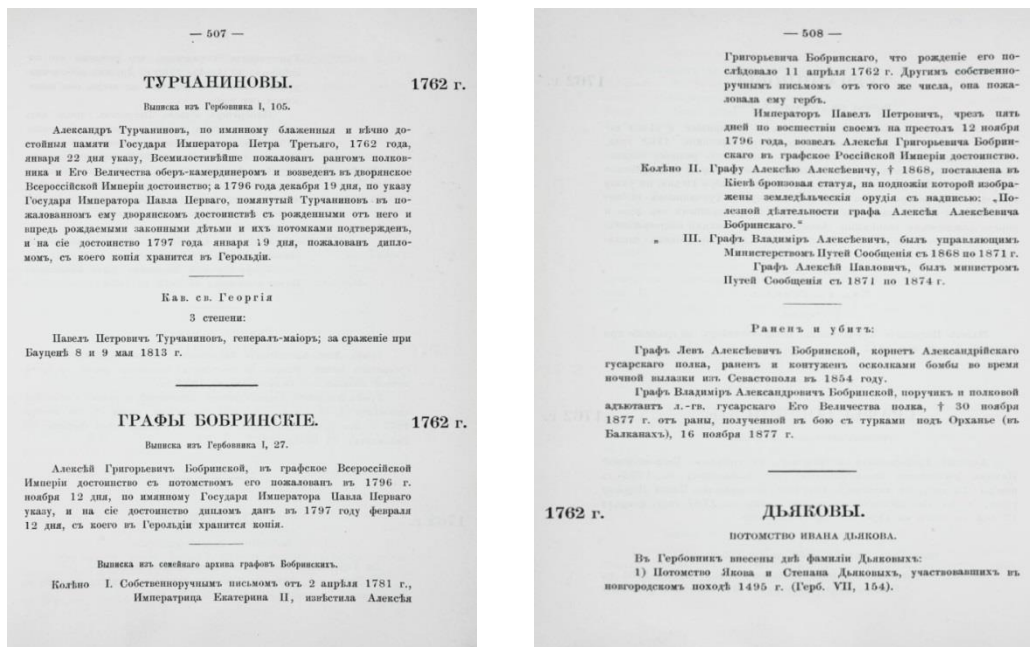 — 507 —
ТУРЧАНИНОВЫ. 1762 г.
Выписка изъ Гербовника I, 105.
Александръ Турчаниновъ, по имянному блаженныя и вѣчно до-
стойныя памяти Государя Императора Петра Третьяго, 1762 года,
января 22 дня указу, Всемилостивѣйше пожалованъ рангомъ полков-
ника и Его Величества оберъ-камердинеромъ и возведенъ въ дворянское
Всероссійской Имперіи достоинство; а 1796 года декабря 19 дня, по указу
Государя Императора Павла Перваго, помянутый Турчаниновъ въ по-
жалованномъ ему дворянскомъ достоинствѣ съ рожденными отъ него и
впредь рождаемыми законными дѣтьми и ихъ потомками подтвержденъ,
и на сіе достоинство 1797 года января 19 дня, пожалованъ дипло-
момъ, съ коего копія хранится въ Герольдіи.
Кав. св. Георгія
3 степени:
Павелъ Петровичъ Турчаниновъ, генералъ-маіоръ; за сраженіе при
Бауценѣ 8 и 9 мая 1813 г.
ГРАФЫ БОБРИНСКІЕ. 1762 г.
Выписка изъ Гербовника I, 27.
Алексѣй Григорьевичъ Бобринской, въ графское Всероссійской
Имперіи достоинство съ потомствомъ его пожалованъ въ 1796 г.
ноября 12 дня, по имянному Государя Императора Павла Перваго
указу, и на сіе достоинство дипломъ данъ въ 1797 году февраля
12 дня, съ коего въ Герольдіи хранится копія.
Выписка изъ семейнаго архива графовъ Бобринскихъ.
Колѣно I. Собственноручнымъ письмомъ отъ 2 апрѣля 1781 г.,
Императрица Екатерина II, извѣстила Алексѣя
— 508 —
Григорьевича Бобринскаго, что рожденіе его по-
слѣдовало 11 апрѣля 1762 г. Другимъ собственно-
ручнымъ письмомъ отъ того же числа, она пожа-
ловала ему гербъ.
Императоръ Павелъ Петровичъ, чрезъ пять
дней по восшествіи своемъ на престолъ 12 ноября
1796 года, возвелъ Алексѣя Григорьевича Бобрин-
скаго въ графское Россійской Имперіи достоинство.
Колѣно II. Графу Алексѣю Алексѣевичу, † 1868, поставлена въ
Кіевѣ бронзовая статуя, на подножіи которой изобра-
жены земледѣльческія орудія съ надписью: „По-
лезной дѣятельности графа Алексѣя Алексѣевича
Бобринскаго."
„ III. Графъ Владиміръ Алексѣевичъ, былъ управляющимъ
Министерствомъ Путей Сообщенія съ 1868 по 1871 г.
Графъ Алексѣй Павловичъ, былъ министромъ
Путей Сообщенія съ 1871 по 1874 г.
Раненъ и убитъ:
Графъ Левъ Алексѣевичъ Бобринской, корнетъ Александрійскаго
гусарскаго полка, раненъ и контуженъ осколками бомбы во время
ночной вылазки изъ Севастополя въ 1854 году.
Графъ Владиміръ Александровичъ Бобринской, поручикъ и полковой
адъютантъ л.-гв. гусарскаго Его Величества полка, † 30 ноября
1877 г. отъ раны, полученной въ бою съ турками подъ Орханье (въ
Балканахъ), 16 ноября 1877 г.
1762 г. ДЬЯКОВЫ.
ПОТОМСТВО ИВАНА ДЬЯКОВА.
Въ Гербовникъ внесены двѣ фамиліи Дьяковыхъ:
1) Потомство Якова и Степана Дьяковыхъ, участвовавшихъ въ
новгородскомъ походѣ 1495 г. (Герб. VII, 154).